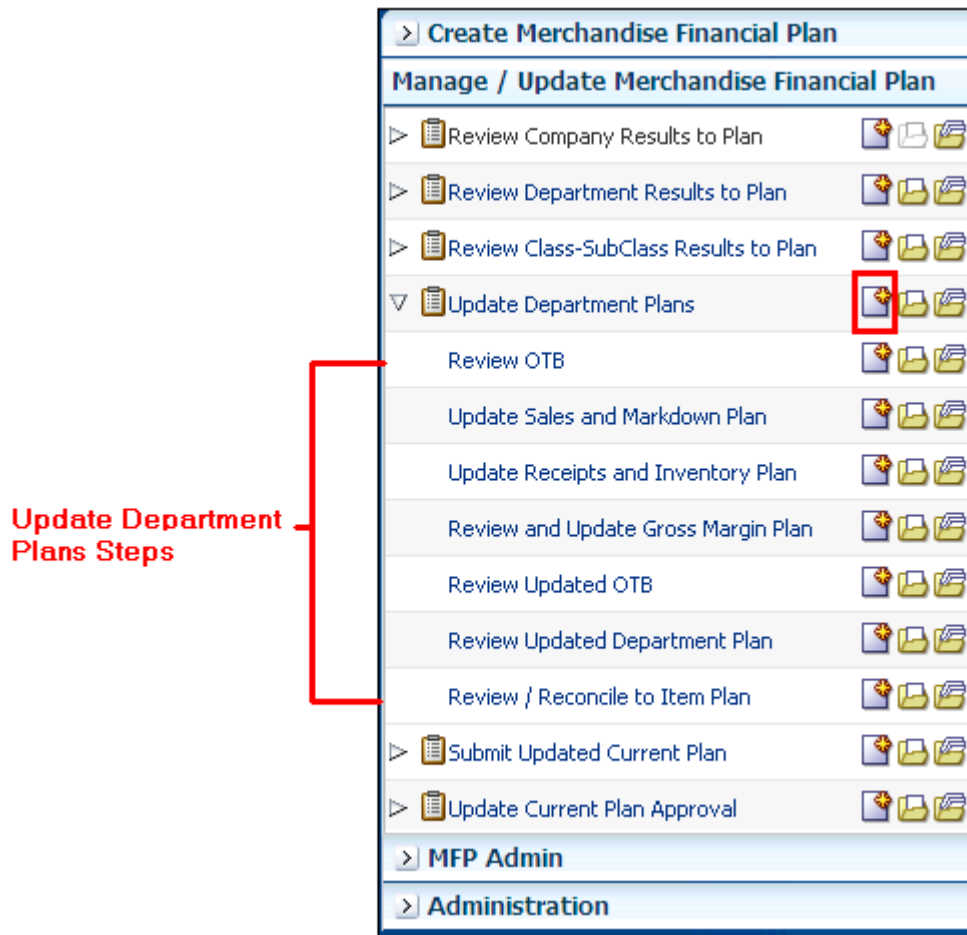 Create Merchandise Financial Plan
Manage / Update Merchandise Financial Plan
Review Company Results to Plan
Review Department Results to Plan
Review Class-SubClass Results to Plan
Update Department Plans
Review OTB
Update Sales and Markdown Plan
Update Receipts and Inventory Plan
Review and Update Gross Margin Plan
Review Updated OTB
Review Updated Department Plan
Review / Reconcile to Item Plan
Submit Updated Current Plan
Update Current Plan Approval
MFP Admin
Administration
Update Department
Plans Steps